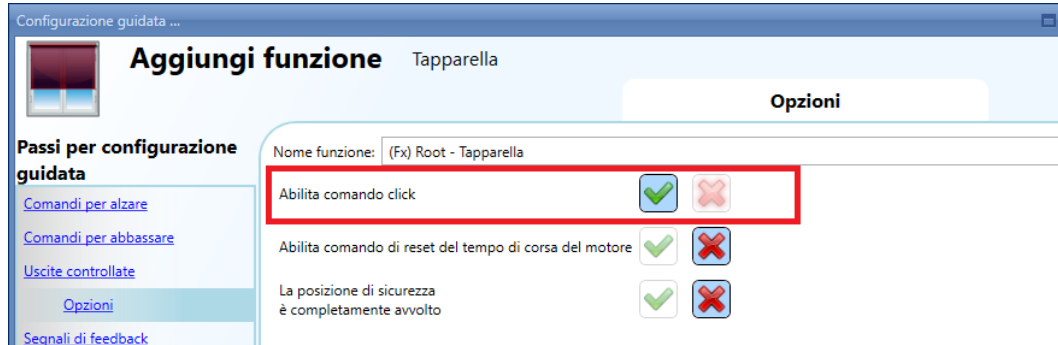 Configurazione guidata ...
Aggiungi funzione Tapparella
Opzioni
Passi per configurazione
guidata
Comandi per alzare
Comandi per abbassare
Uscite controllate
Opzioni
Segnali di feedback
Nome funzione: (Fx) Root - Tapparella
Abilita comando click
Abilita comando di reset del tempo di corsa del motore
La posizione di sicurezza
è completamente avvolto